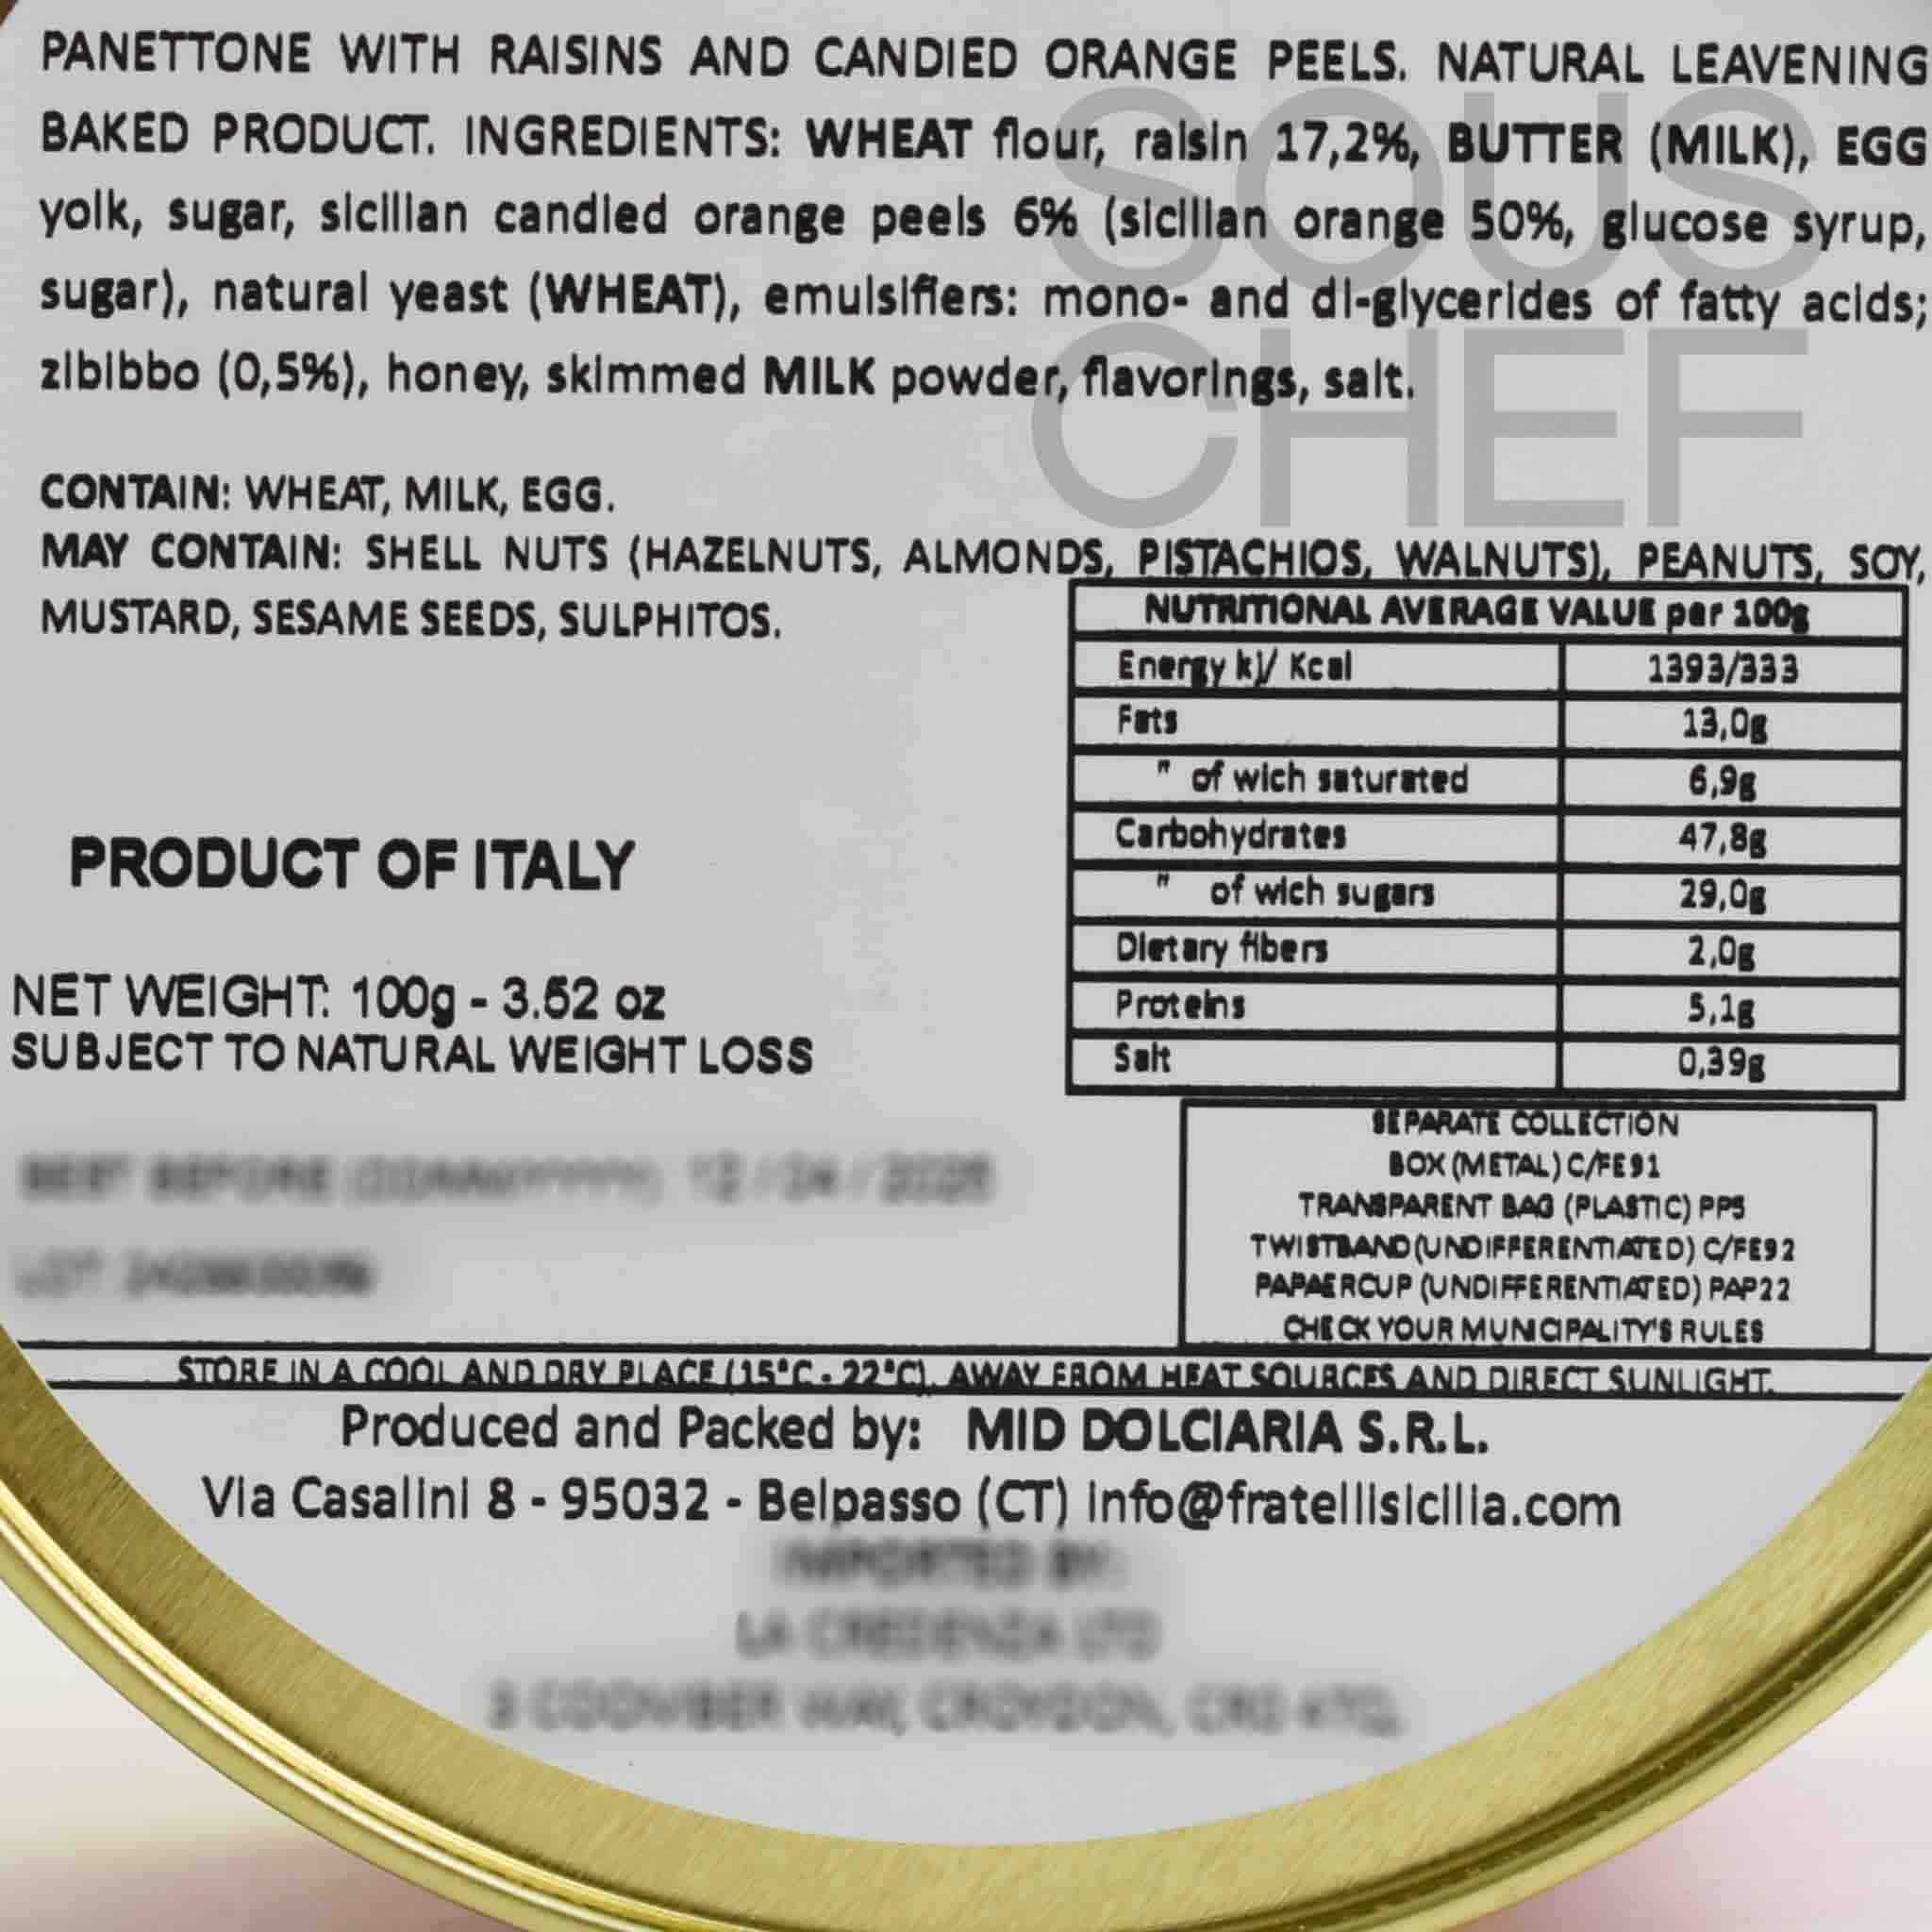 PANETTONE WITH RAISINS AND CANDIED ORANGE PEELS. NATURAL LEAVENING
BAKED PRODUCT. INGREDIENTS: WHEAT flour, raisin 17,2%, BUTTER (MILK), EGG
yolk, sugar, sicilian candied orange peels 6% (sicilian orange 50%, glucose syrup,
sugar), natural yeast (WHEAT), emulsifiers: mono- and di-glycerides of fatty acids;
zibibbo (0,5%), honey, skimmed MILK powder, flavorings, salt.
SOUS
CHEF
CONTAIN: WHEAT, MILK, EGG.
MAY CONTAIN: SHELL NUTS (HAZELNUTS, ALMONDS, PISTACHIOS, WALNUTS), PEANUTS, SOY,
MUSTARD, SESAME SEEDS, SULPHITOS.
NUTRITIONAL AVERAGE VALUE per 100g
Energy kj/ Kcal 1393/333
Fats 13,0g
" of wich saturated 6,9g
Carbohydrates 47,8g
" of wich sugars 29,0g
Dietary fibers 2,0g
Proteins 5,1g
Salt 0,39g
PRODUCT OF ITALY
NET WEIGHT: 100g - 3.52 oz
SUBJECT TO NATURAL WEIGHT LOSS
BEST BEFORE
SEPARATE COLLECTION
BOX (METAL) C/FE91
TRANSPARENT BAG (PLASTIC) PP5
TWISTBAND (UNDIFFERENTIATED) C/FE92
PAPAERCUP (UNDIFFERENTIATED) PAP22
CHECK YOUR MUNICIPALITY'S RULES
STORE IN A COOL AND DRY PLACE (15°C - 22°C), AWAY FROM HEAT SOURCES AND DIRECT SUNLIGHT.
Produced and Packed by: MID DOLCIARIA S.R.L.
Via Casalini 8 - 95032 - Belpasso (CT) info@fratellisicilia.com
IMPORTED BY: